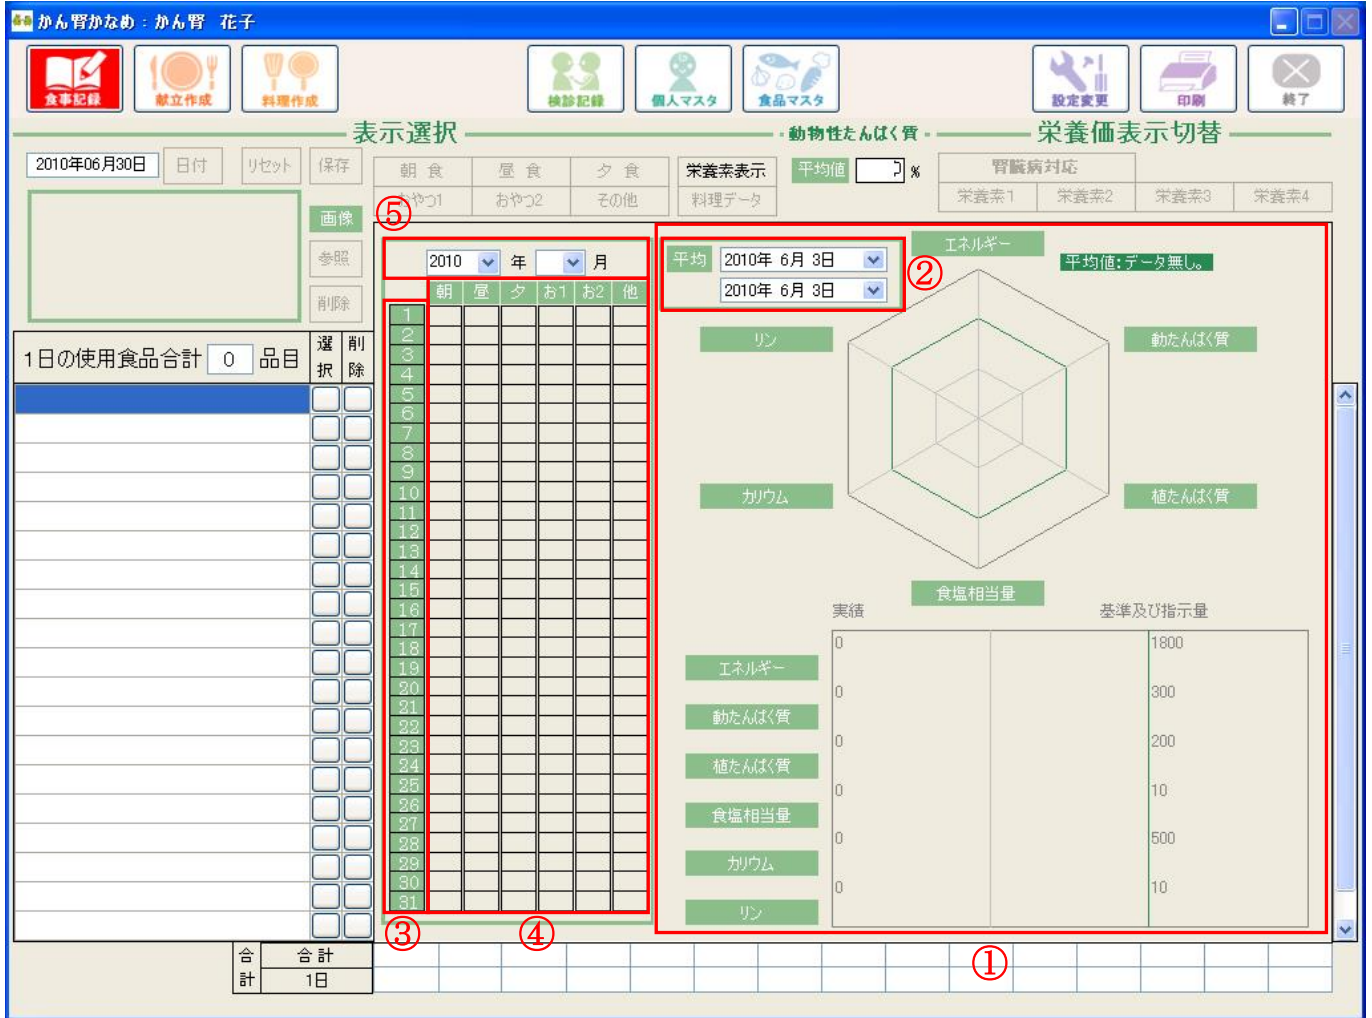 かん腎かなめ：かん腎　花子
食事記録
献立作成
料理作成
検診記録
個人マスタ
食品マスタ
設定変更
印刷
終了
表示選択
動物性たんぱく質
栄養価表示切替
2010年06月30日
日付
リセット
保存
朝 食
昼 食
夕 食
栄養素表示
平均値
%
腎臓病対応
おやつ1
おやつ2
その他
料理データ
栄養素1
栄養素2
栄養素3
栄養素4
画像
参照
削除
⑤
2010
年
月
平均
2010年 6月 3日
2010年 6月 3日
②
エネルギー
平均値:データ無し。
朝
昼
夕
お1
お2
他
1
2
3
4
5
6
7
8
9
10
11
12
13
14
15
16
17
18
19
20
21
22
23
24
25
26
27
28
29
30
31
1日の使用食品合計 0 品目
選択
削除
リン
動たんぱく質
カリウム
植たんぱく質
食塩相当量
実績
基準及び指示量
エネルギー
0
1800
動たんぱく質
0
300
植たんぱく質
0
200
食塩相当量
0
10
カリウム
0
500
リン
0
10
③
④
①
合計
合 計
1日